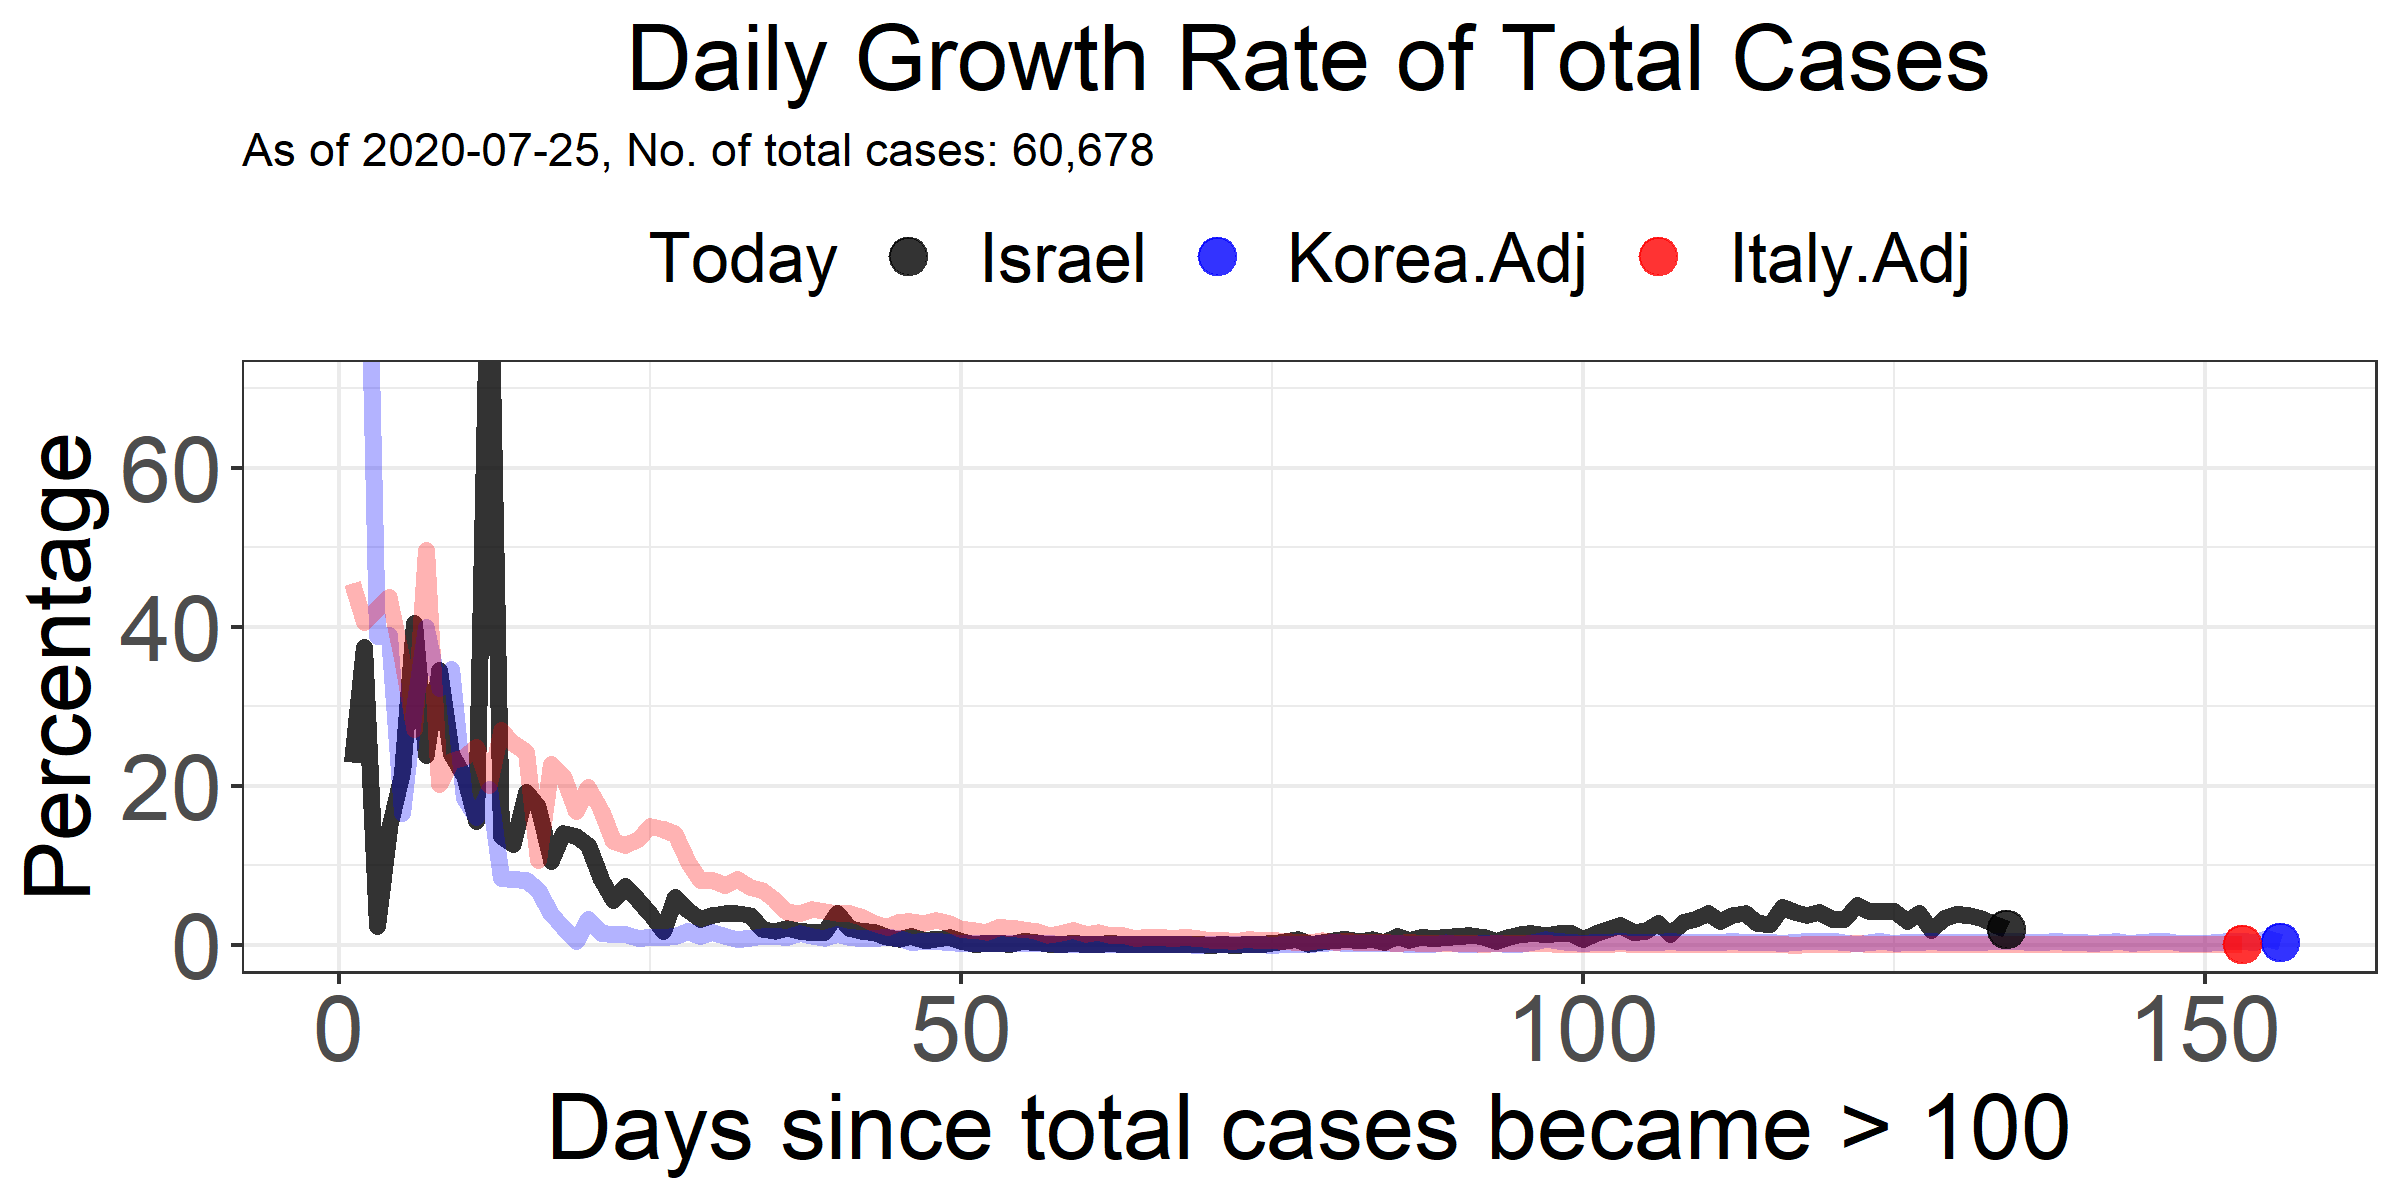 Daily Growth Rate of Total Cases
As of 2020-07-25, No. of total cases: 60,678
Today Israel Korea.Adj Italy.Adj
Percentage
60
40
20
0
0 50 100 150
Days since total cases became > 100